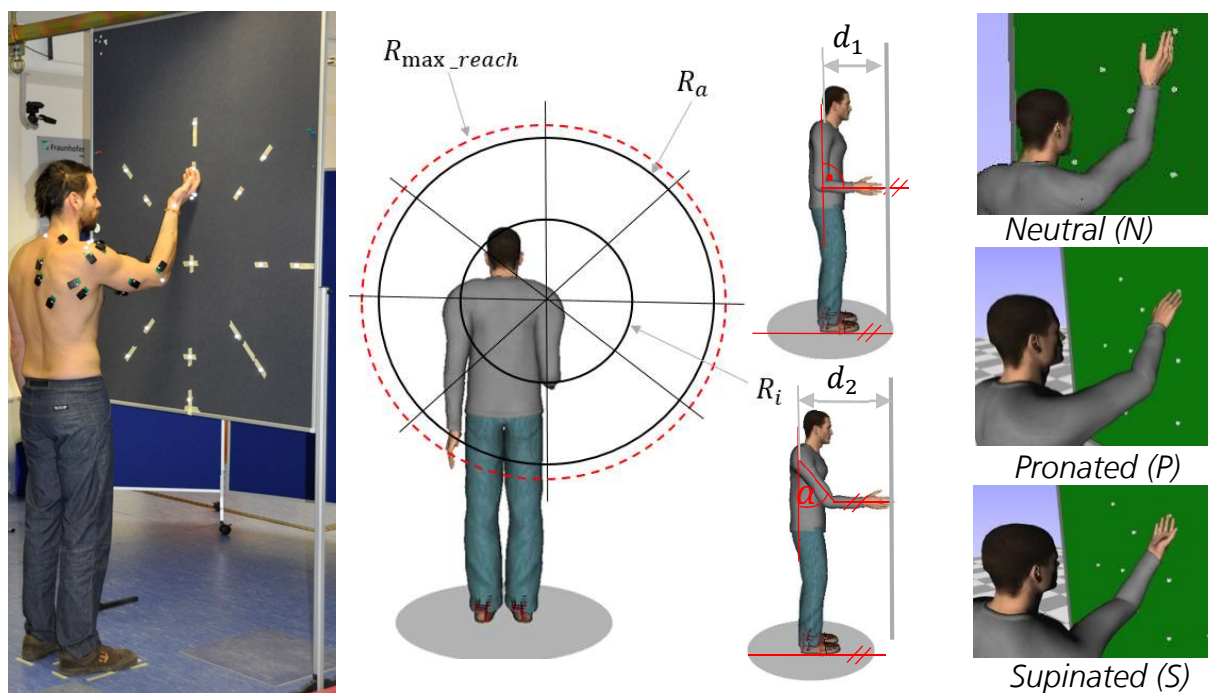 Fraunhofer
R_max_reach
R_a
R_i
d_1
d_2
a
Neutral (N)
Pronated (P)
Supinated (S)